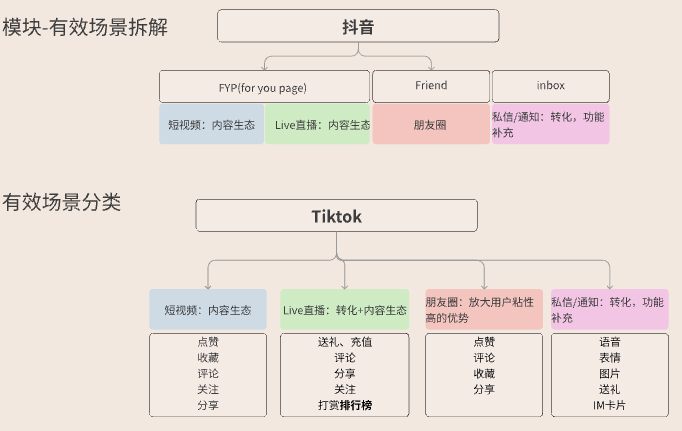 模块-有效场景拆解
抖音
FYP(for you page)
Friend
inbox
短视频：内容生态
Live直播：内容生态
朋友圈
私信/通知：转化，功能
补充
有效场景分类
Tiktok
短视频：内容生态
Live直播：转化+内容生态
朋友圈：放大用户粘性
高的优势
私信/通知：转化，功能
补充
点赞
收藏
评论
关注
分享
送礼、充值
评论
分享
关注
打赏排行榜
点赞
评论
收藏
分享
语音
表情
图片
送礼
IM卡片